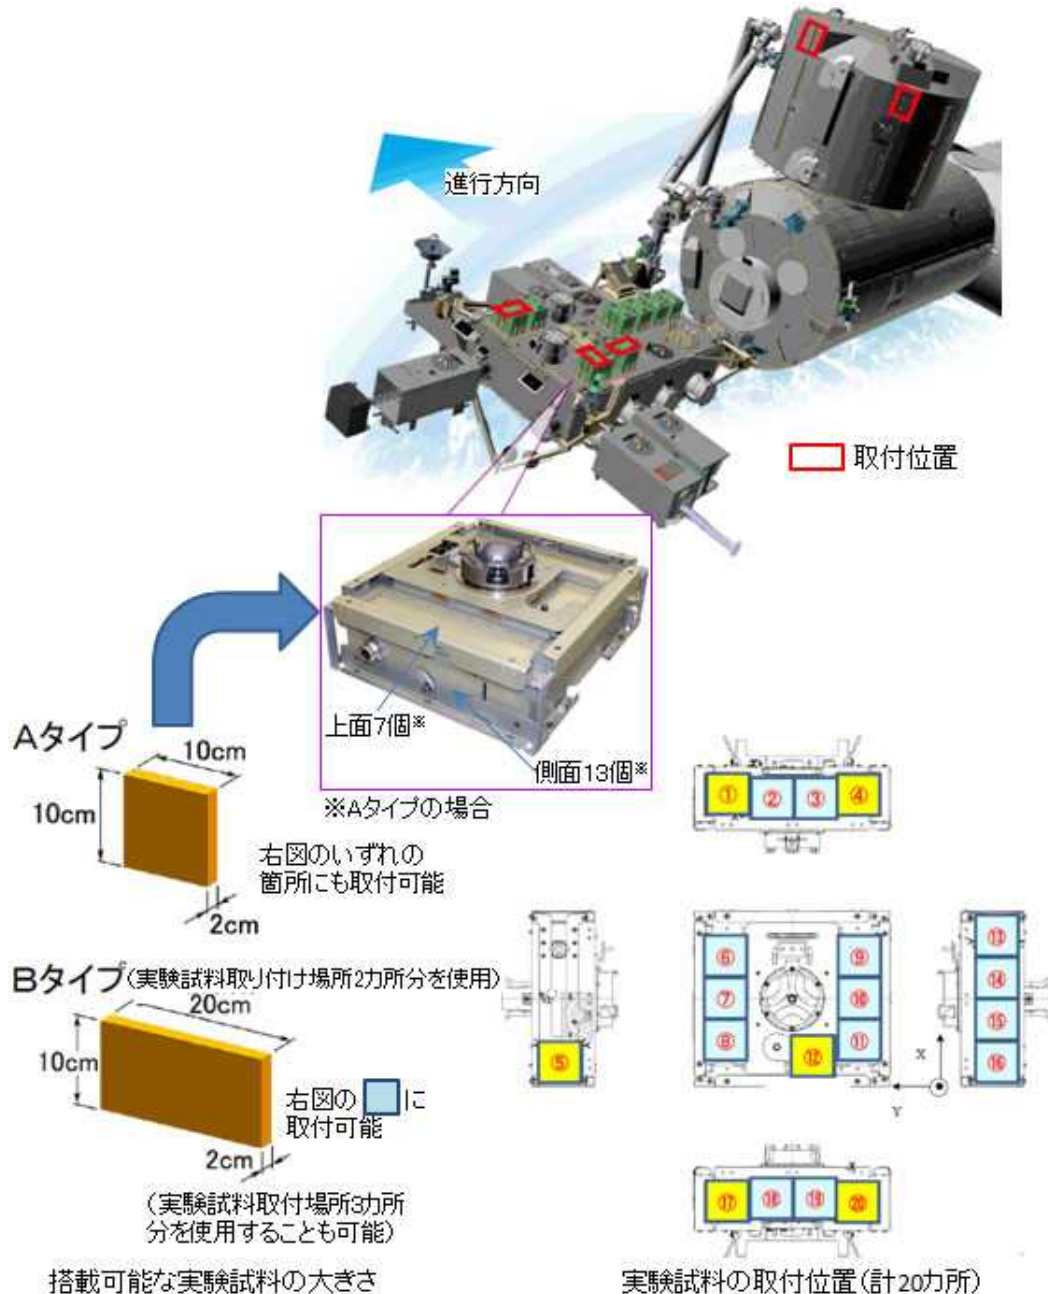 進行方向
取付位置
上面7個※
側面13個※
※Aタイプの場合
Aタイプ
10cm
10cm
2cm
右図のいずれの
箇所にも取付可能
Bタイプ(実験試料取り付け場所2カ所分を使用)
20cm
10cm
2cm
右図の に
取付可能
(実験試料取付場所3カ所
分を使用することも可能)
搭載可能な実験試料の大きさ
① ② ③ ④
⑤
⑥ ⑨
⑦ ⑩
⑧ ⑪
⑫
⑬
⑭
⑮
⑯
X
Y
⑰ ⑱ ⑲ ⑳
実験試料の取付位置(計20カ所)